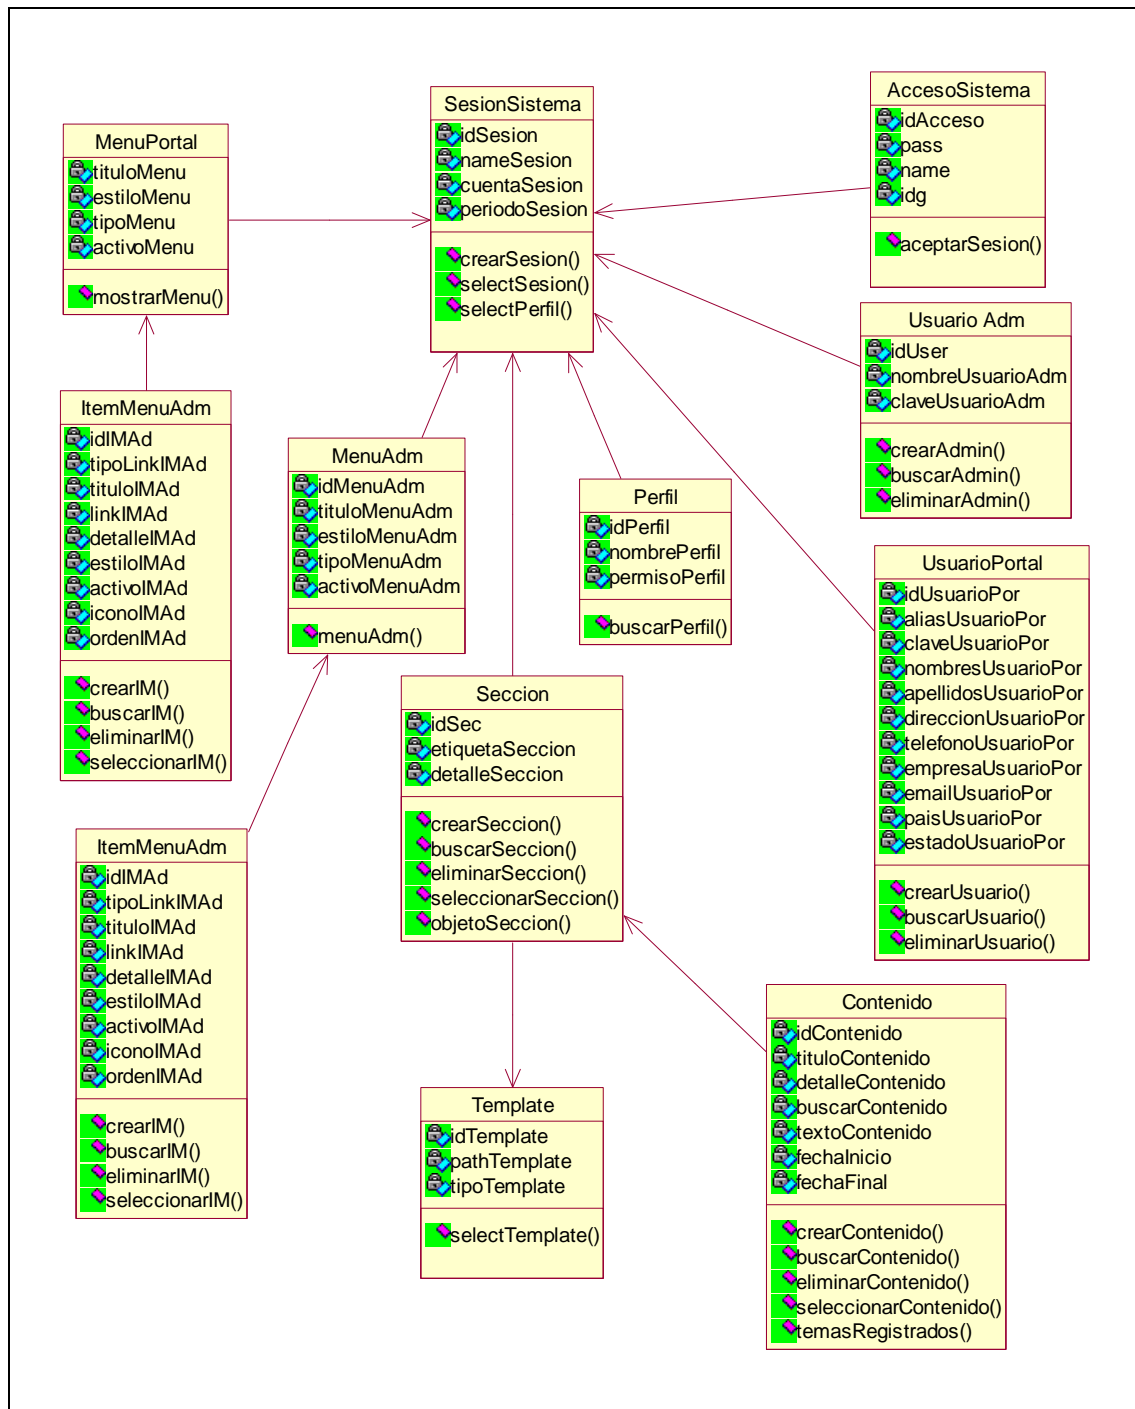 SesionSistema
idSesion
nameSesion
cuentaSesion
periodoSesion
crearSesion()
selectSesion()
selectPerfil()
AccesoSistema
idAcceso
pass
name
idg
aceptarSesion()
MenuPortal
tituloMenu
estiloMenu
tipoMenu
activoMenu
mostrarMenu()
Usuario Adm
idUser
nombreUsuarioAdm
claveUsuarioAdm
crearAdmin()
buscarAdmin()
eliminarAdmin()
ItemMenuAdm
idIMAd
tipoLinkIMAd
tituloIMAd
linkIMAd
detalleIMAd
estiloIMAd
activoIMAd
iconoIMAd
ordenIMAd
crearIM()
buscarIM()
eliminarIM()
seleccionarIM()
MenuAdm
idMenuAdm
tituloMenuAdm
estiloMenuAdm
tipoMenuAdm
activoMenuAdm
menuAdm()
Perfil
idPerfil
nombrePerfil
permisoPerfil
buscarPerfil()
UsuarioPortal
idUsuarioPor
aliasUsuarioPor
claveUsuarioPor
nombresUsuarioPor
apellidosUsuarioPor
direccionUsuarioPor
telefonoUsuarioPor
empresaUsuarioPor
emailUsuarioPor
paisUsuarioPor
estadoUsuarioPor
crearUsuario()
buscarUsuario()
eliminarUsuario()
Seccion
idSec
etiquetaSeccion
detalleSeccion
crearSeccion()
buscarSeccion()
eliminarSeccion()
seleccionarSeccion()
objetoSeccion()
ItemMenuAdm
idIMAd
tipoLinkIMAd
tituloIMAd
linkIMAd
detalleIMAd
estiloIMAd
activoIMAd
iconoIMAd
ordenIMAd
crearIM()
buscarIM()
eliminarIM()
seleccionarIM()
Contenido
idContenido
tituloContenido
detalleContenido
buscarContenido
textoContenido
fechaInicio
fechaFinal
crearContenido()
buscarContenido()
eliminarContenido()
seleccionarContenido()
temasRegistrados()
Template
idTemplate
pathTemplate
tipoTemplate
selectTemplate()